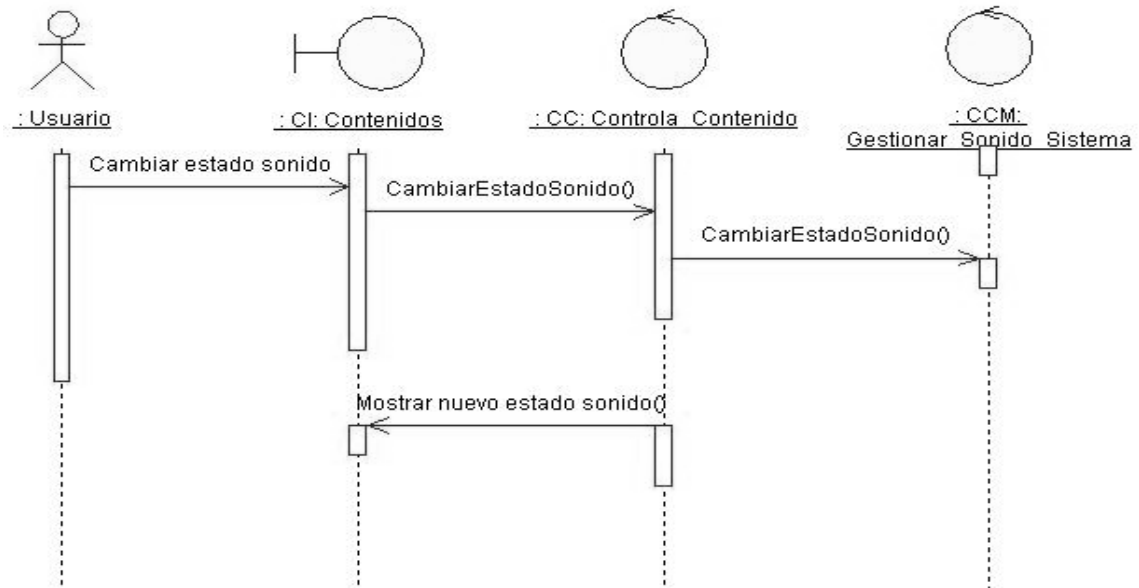 : Usuario
: CI: Contenidos
: CC: Controla_Contenido
: CCM:
Gestionar_Sonido_Sistema
Cambiar estado sonido
CambiarEstadoSonido()
CambiarEstadoSonido()
Mostrar nuevo estado sonido()